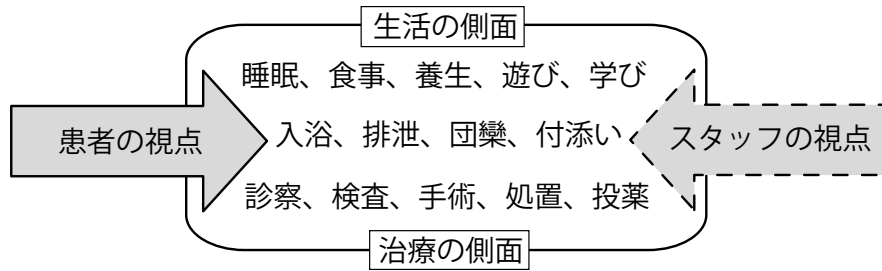 生活の側面
睡眠、食事、養生、遊び、学び
患者の視点
入浴、排泄、団欒、付添い
スタッフの視点
診察、検査、手術、処置、投薬
治療の側面